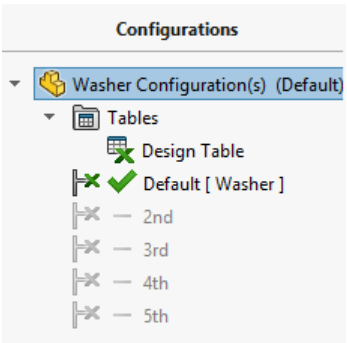 Configurations
Washer Configuration(s) (Default)
Tables
Design Table
Default [ Washer ]
2nd
3rd
4th
5th